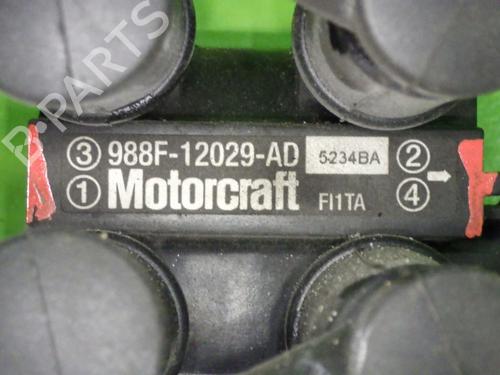 B-PARTS
③ 988F-12029-AD 5234BA ②
① Motorcraft FI1TA ④